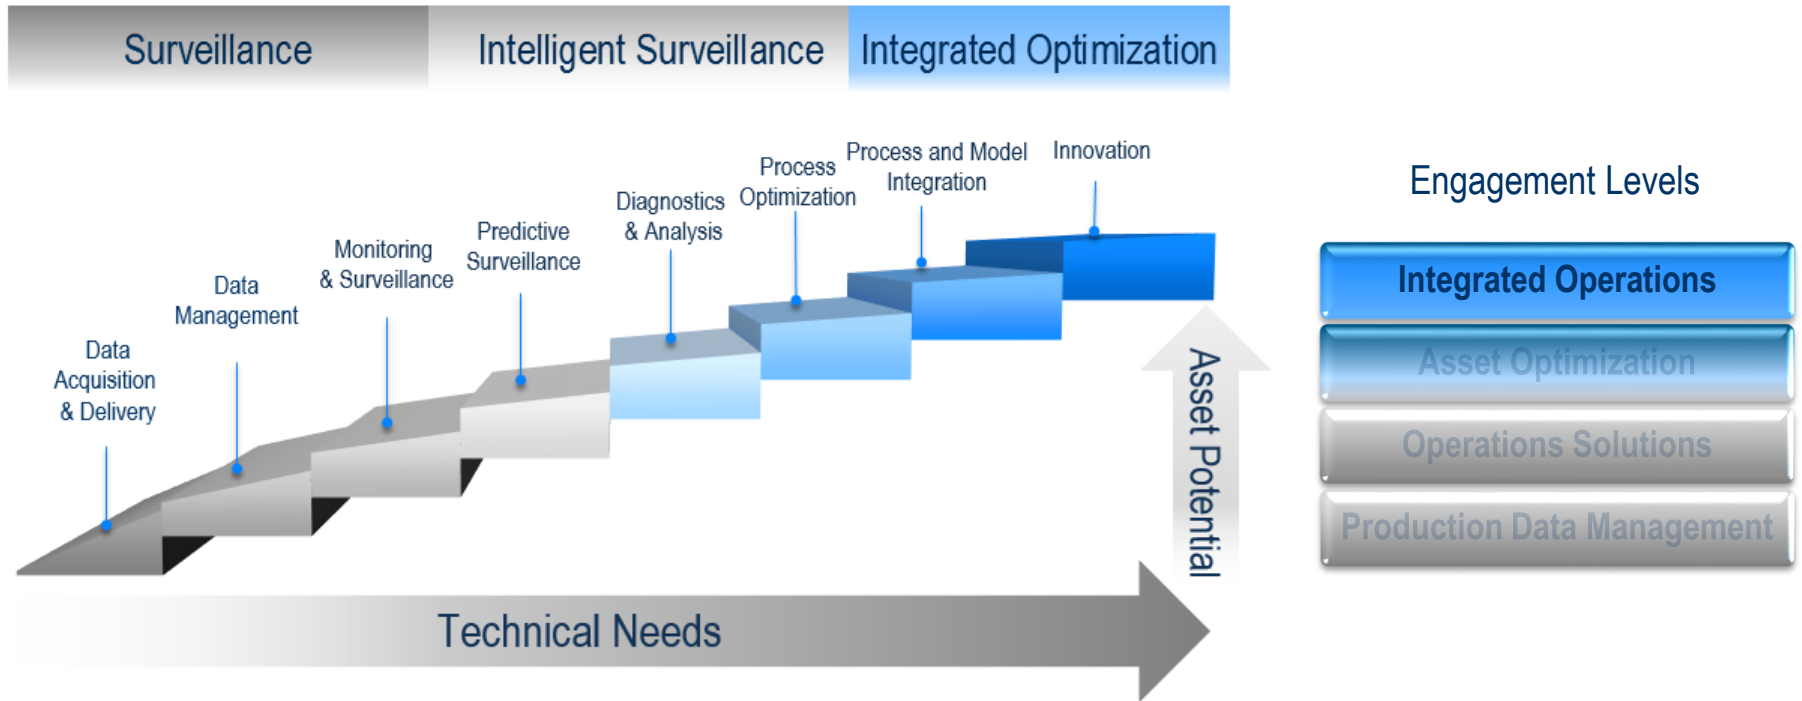 Surveillance
Intelligent Surveillance
Integrated Optimization
Data
Acquisition
& Delivery
Data
Management
Monitoring
& Surveillance
Predictive
Surveillance
Diagnostics
& Analysis
Process
Optimization
Process and Model
Integration
Innovation
Asset Potential
Technical Needs
Engagement Levels
Integrated Operations
Asset Optimization
Operations Solutions
Production Data Management